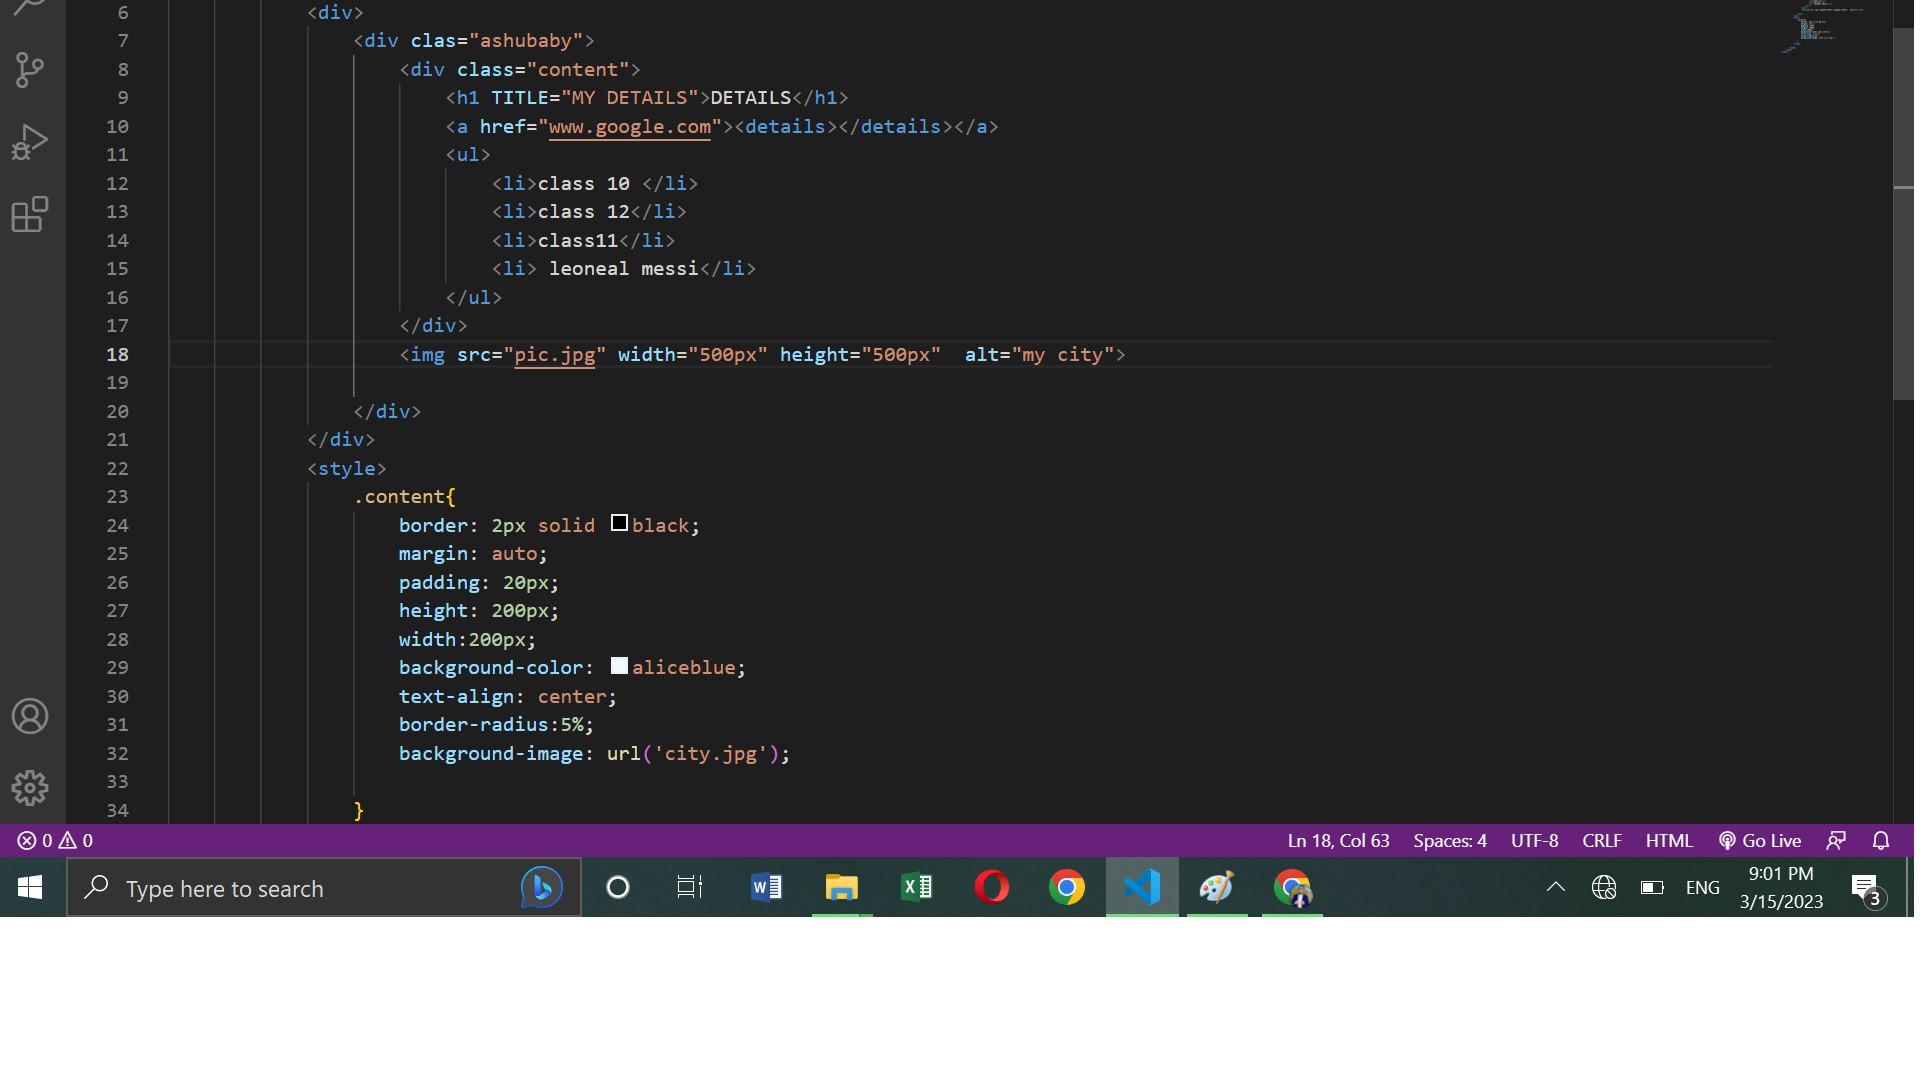 6 <div>
7 <div clas="ashubaby">
8 <div class="content">
9 <h1 TITLE="MY DETAILS">DETAILS</h1>
10 <a href="www.google.com"><details></details></a>
11 <ul>
12 <li>class 10 </li>
13 <li>class 12</li>
14 <li>class11</li>
15 <li> leoneal messi</li>
16 </ul>
17 </div>
18 <img src="pic.jpg" width="500px" height="500px"  alt="my city">
19
20 </div>
21 </div>
22 <style>
23 .content{
24 border: 2px solid black;
25 margin: auto;
26 padding: 20px;
27 height: 200px;
28 width:200px;
29 background-color: aliceblue;
30 text-align: center;
31 border-radius:5%;
32 background-image: url('city.jpg');
33
34 }
0 0 Ln 18, Col 63 Spaces: 4 UTF-8 CRLF HTML Go Live
Type here to search ENG 9:01 PM
3/15/2023 3